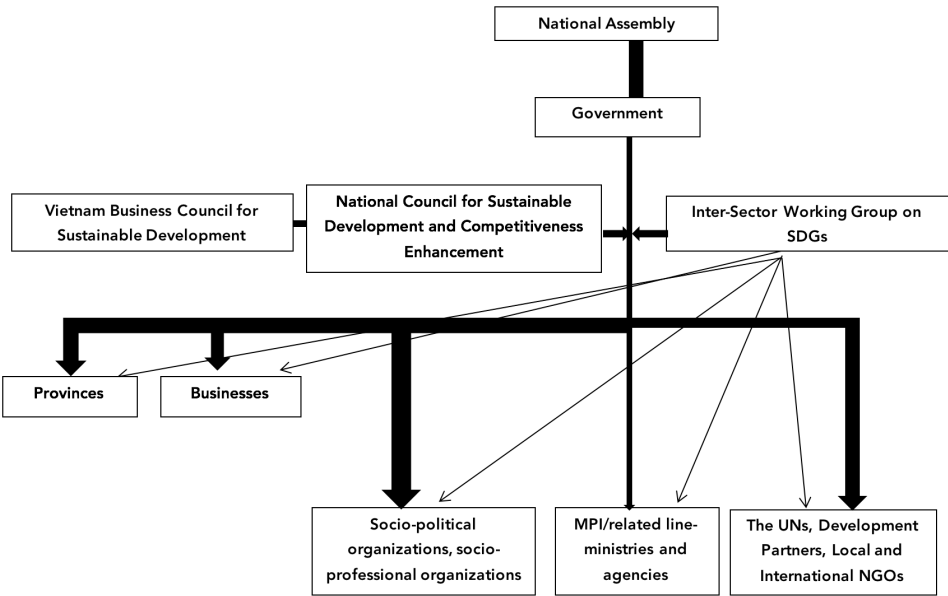 National Assembly
Government
Vietnam Business Council for
Sustainable Development
National Council for Sustainable
Development and Competitiveness
Enhancement
Inter-Sector Working Group on
SDGs
Provinces
Businesses
Socio-political
organizations, socio-
professional organizations
MPI/related line-
ministries and
agencies
The UNs, Development
Partners, Local and
International NGOs